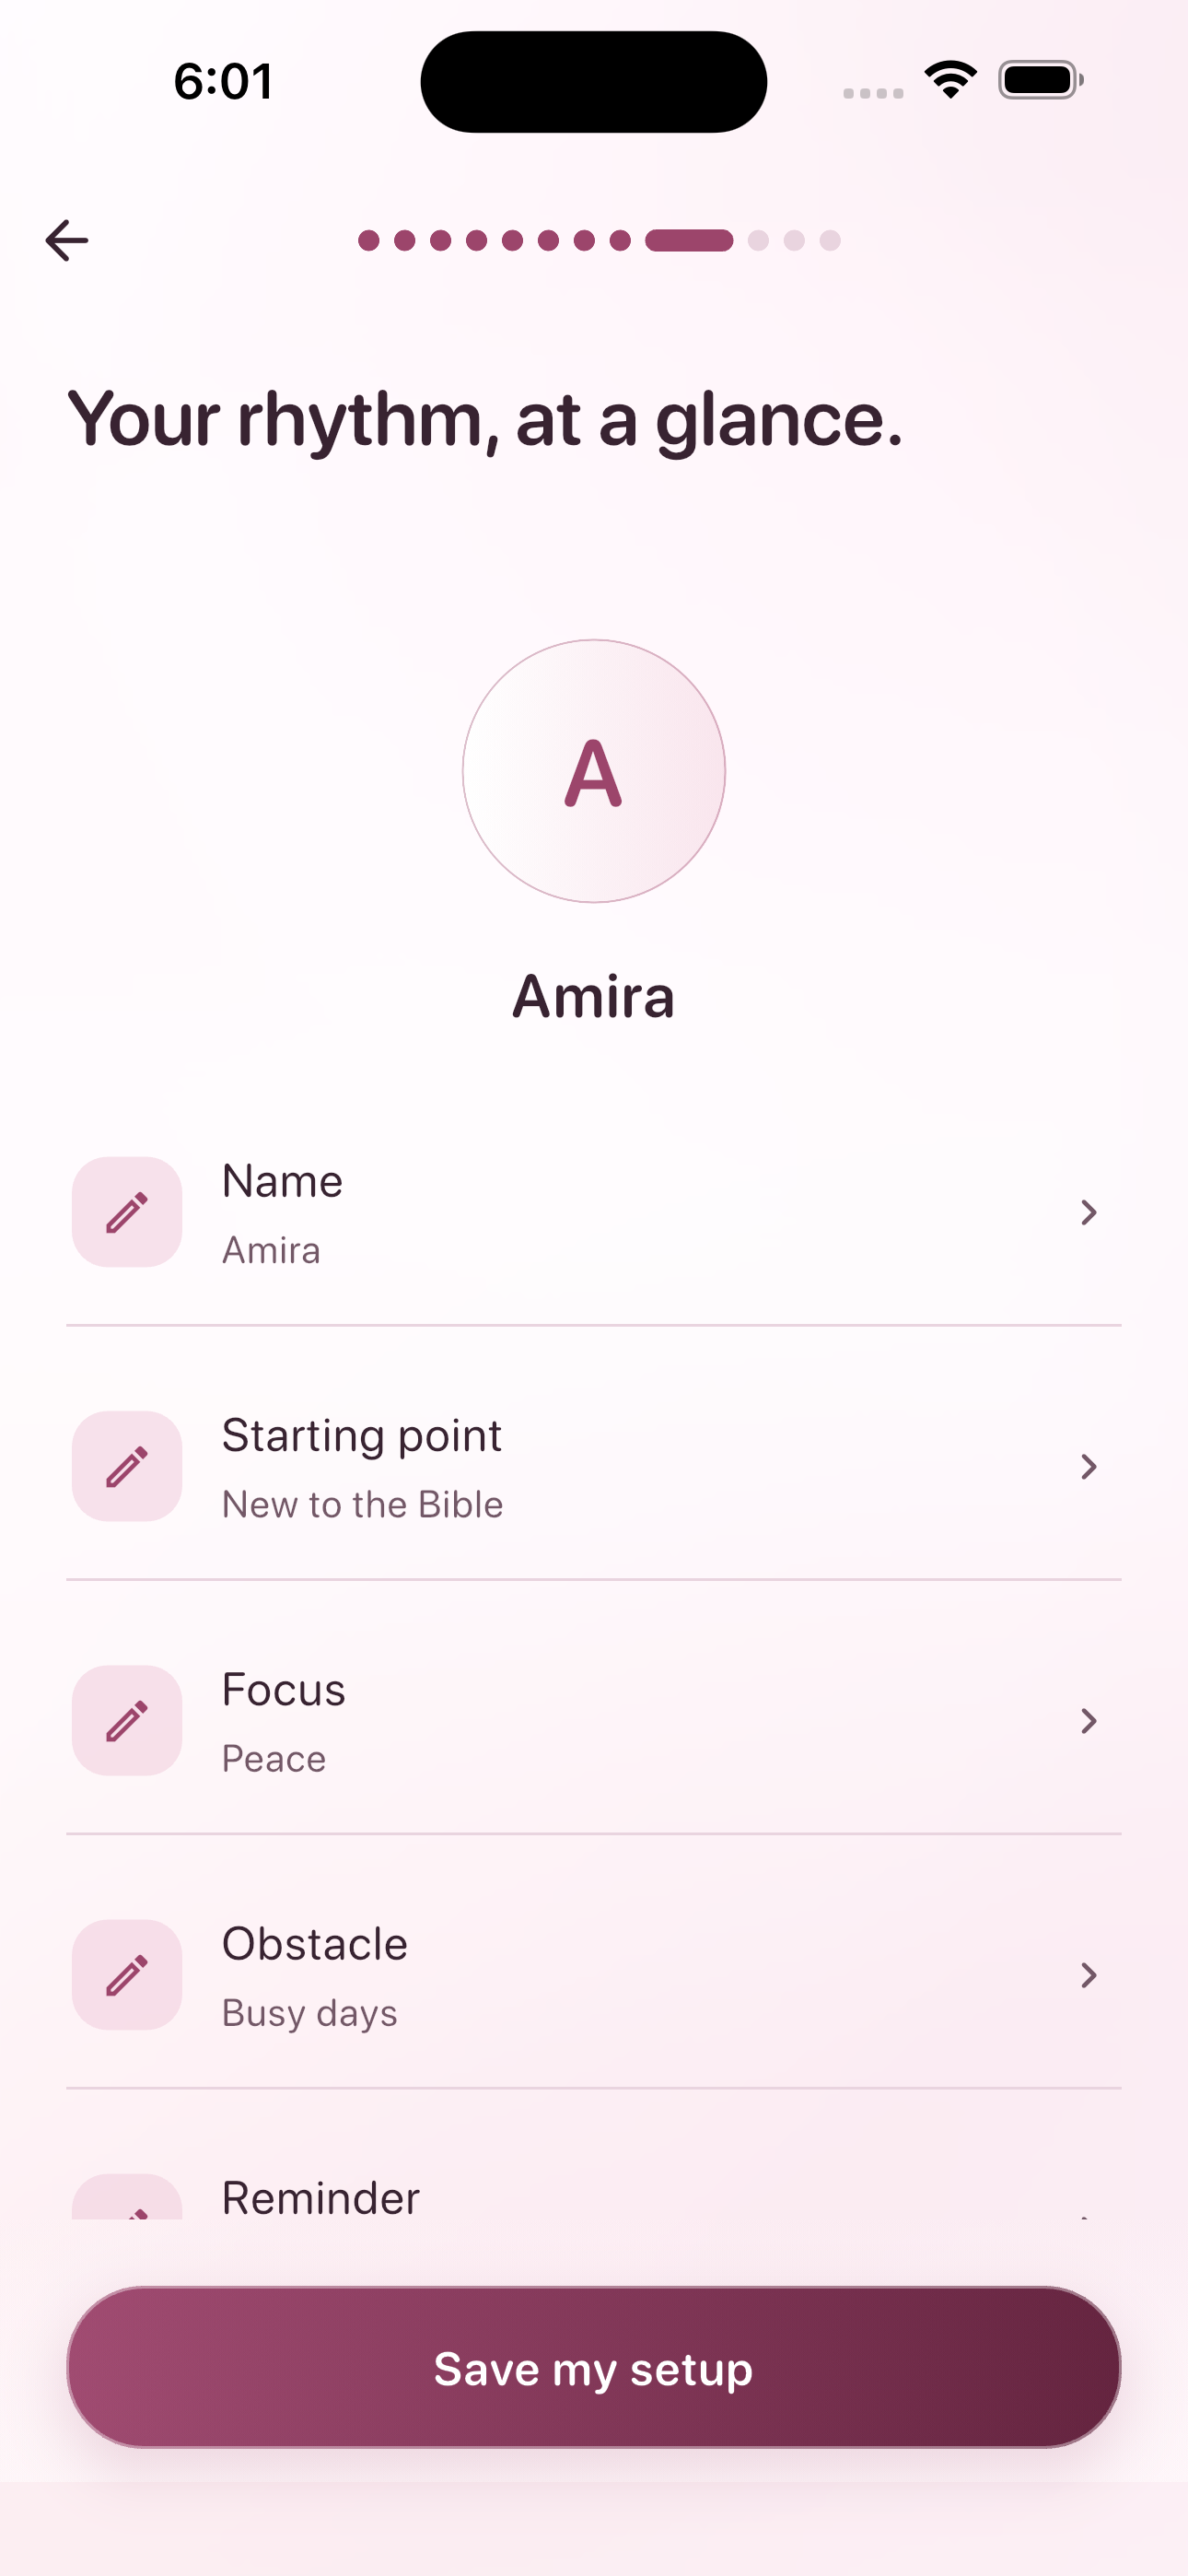 6:01
Your rhythm, at a glance.
A
Amira
Name
Amira
Starting point
New to the Bible
Focus
Peace
Obstacle
Busy days
Reminder
Save my setup